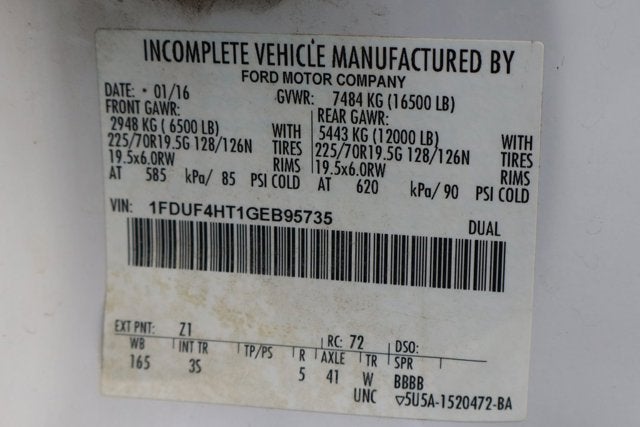 INCOMPLETE VEHICLE MANUFACTURED BY
FORD MOTOR COMPANY
DATE: • 01/16 GVWR: 7484 KG (16500 LB)
FRONT GAWR: REAR GAWR:
2948 KG ( 6500 LB) WITH 5443 KG (12000 LB) WITH
225/70R19.5G 128/126N TIRES 225/70R19.5G 128/126N TIRES
19.5x6.0RW RIMS 19.5x6.0RW RIMS
AT 585 kPa/ 85 PSI COLD AT 620 kPa/ 90 PSI COLD
VIN: 1FDUF4HT1GEB95735 DUAL
EXT PNT: Z1 RC: 72 DSO:
WB INT TR TP/PS R AXLE TR SPR
165 3S 5 41 W BBBB
UNC ▽5U5A-1520472-BA